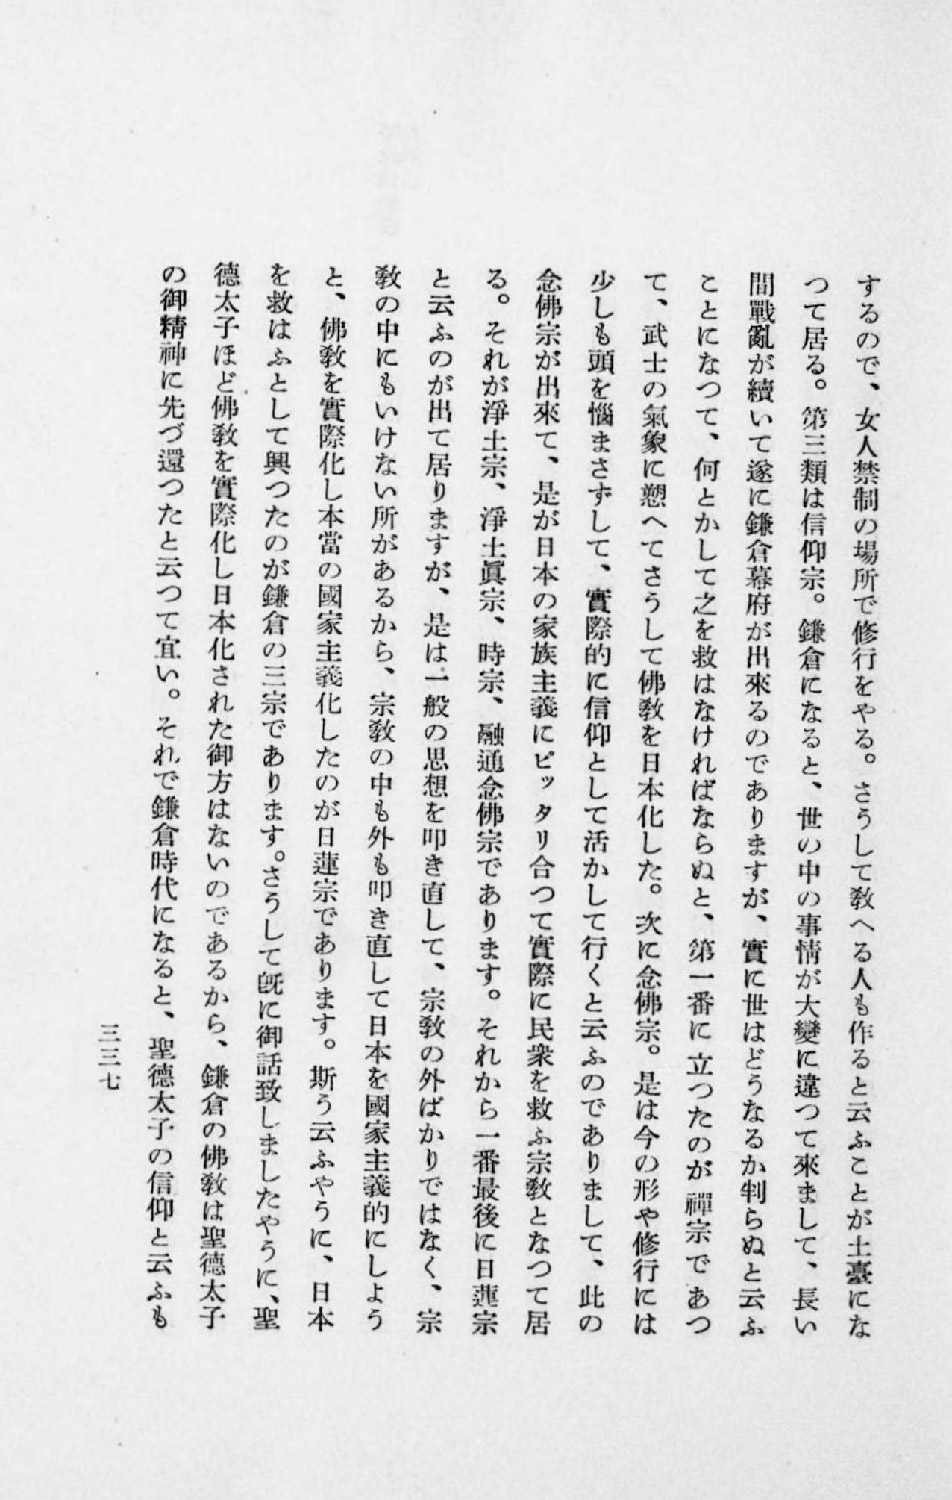 するので、女人禁制の場所で修行をやる。さうして敎へる人も作ると云ふことが土臺にな
つて居る。第三類は信仰宗。鎌倉になると、世の中の事情が大變に違つて來まして、長い
間戰亂が續いて遂に鎌倉幕府が出來るのでありますが、實に世はどうなるか判らぬと云ふ
ことになつて、何とかして之を救はなければならぬと、第一番に立つたのが禪宗であつ
て、武士の氣象に愬へてさうして佛敎を日本化した。次に念佛宗。是は今の形や修行には
少しも頭を惱まさずして、實際的に信仰として活かして行くと云ふのでありまして、此の
念佛宗が出來て、是が日本の家族主義にピッタリ合つて實際に民衆を救ふ宗敎となつて居
る。それが淨土宗、淨土眞宗、時宗、融通念佛宗であります。それから一番最後に日蓮宗
と云ふのが出て居りますが、是は一般の思想を叩き直して、宗敎の外ばかりではなく、宗
敎の中にもいけない所があるから、宗敎の中も外も叩き直して日本を國家主義的にしよう
と、佛敎を實際化し本當の國家主義化したのが日蓮宗であります。斯う云ふやうに、日本
を救はふとして興つたのが鎌倉の三宗であります。さうして旣に御話致しましたやうに、聖
德太子ほど佛敎を實際化し日本化された御方はないのであるから、鎌倉の佛敎は聖德太子
の御精神に先づ還つたと云つて宜い。それで鎌倉時代になると、聖德太子の信仰と云ふも
三三七